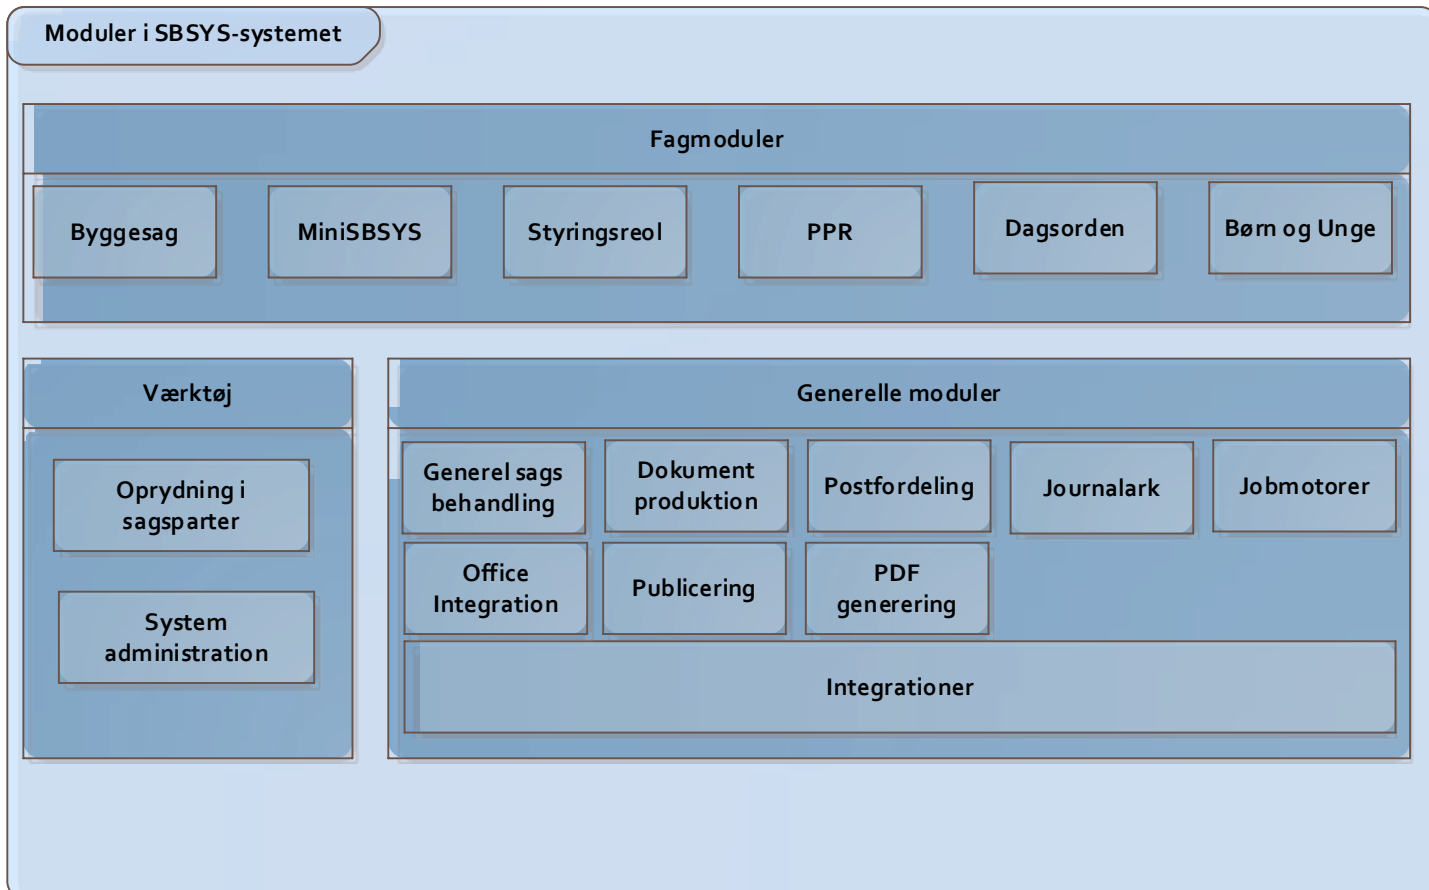 Moduler i SBSYS-systemet
Fagmoduler
Byggesag
MiniSBSYS
Styringsreol
PPR
Dagsorden
Børn og Unge
Værktøj
Oprydning i
sagsparter
System
administration
Generelle moduler
Generel sags
behandling
Dokument
produktion
Postfordeling
Journalark
Jobmotorer
Office
Integration
Publicering
PDF
generering
Integrationer